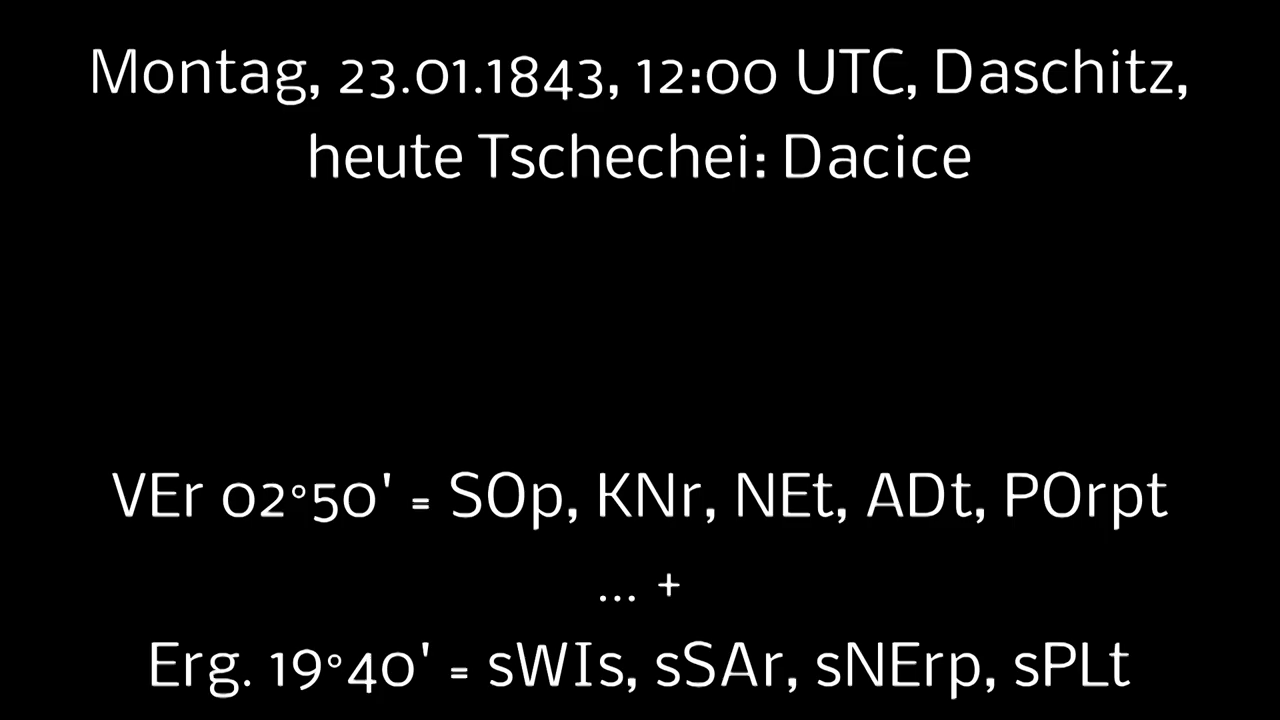 Montag, 23.01.1843, 12:00 UTC, Daschitz,
heute Tschechei: Dacice
VEr 02°50' = SOp, KNr, NEt, ADt, POrpt
... +
Erg. 19°40' = sWIs, sSAr, sNErp, sPLt